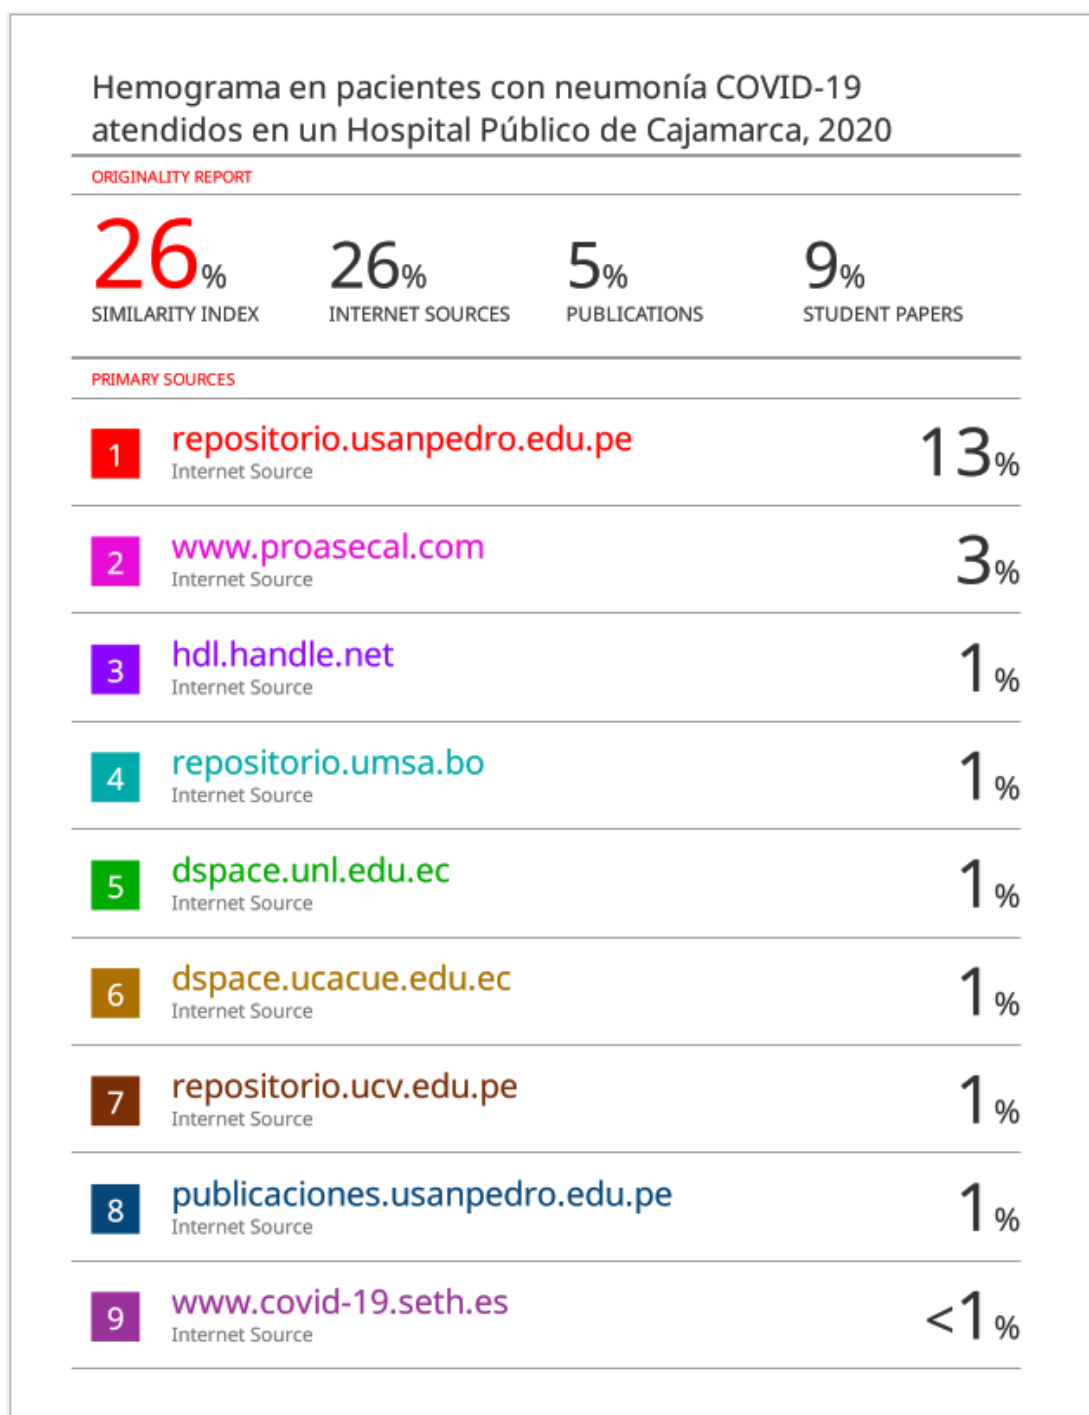 Hemograma en pacientes con neumonía COVID-19
atendidos en un Hospital Público de Cajamarca, 2020
ORIGINALITY REPORT
26% 26% 5% 9%
SIMILARITY INDEX INTERNET SOURCES PUBLICATIONS STUDENT PAPERS
PRIMARY SOURCES
1 repositorio.usanpedro.edu.pe 13%
Internet Source
2 www.proasecal.com 3%
Internet Source
3 hdl.handle.net 1%
Internet Source
4 repositorio.umsa.bo 1%
Internet Source
5 dspace.unl.edu.ec 1%
Internet Source
6 dspace.ucacue.edu.ec 1%
Internet Source
7 repositorio.ucv.edu.pe 1%
Internet Source
8 publicaciones.usanpedro.edu.pe 1%
Internet Source
9 www.covid-19.seth.es <1%
Internet Source